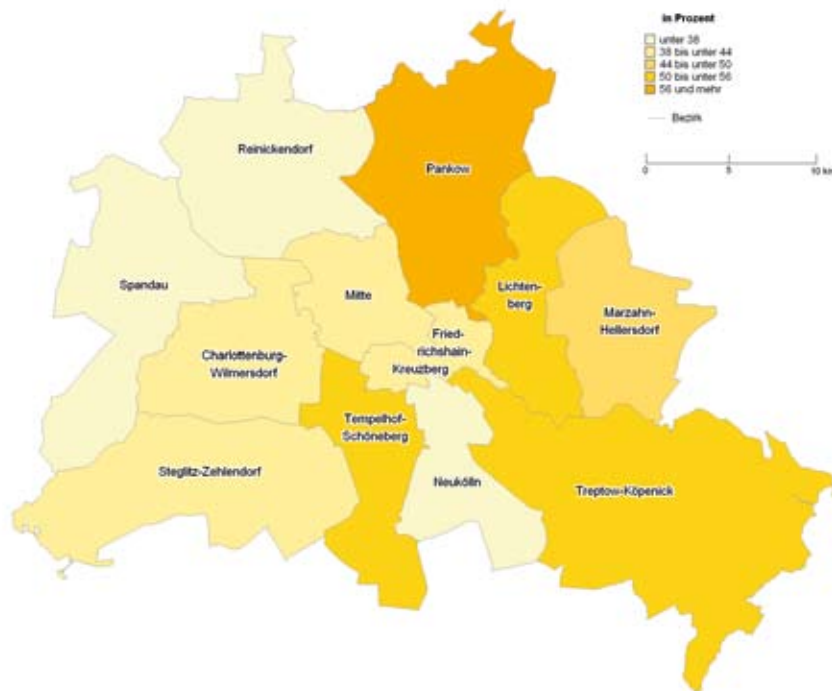 in Prozent
unter 38
38 bis unter 44
44 bis unter 50
50 bis unter 56
56 und mehr
Bezirk
0 5 10 km
Reinickendorf
Pankow
Spandau
Mitte
Lichten-
berg
Marzahn-
Hellersdorf
Fried-
richshain-
Kreuzberg
Charlottenburg-
Wilmersdorf
Tempelhof-
Schöneberg
Steglitz-Zehlendorf
Neukölln
Treptow-Köpenick